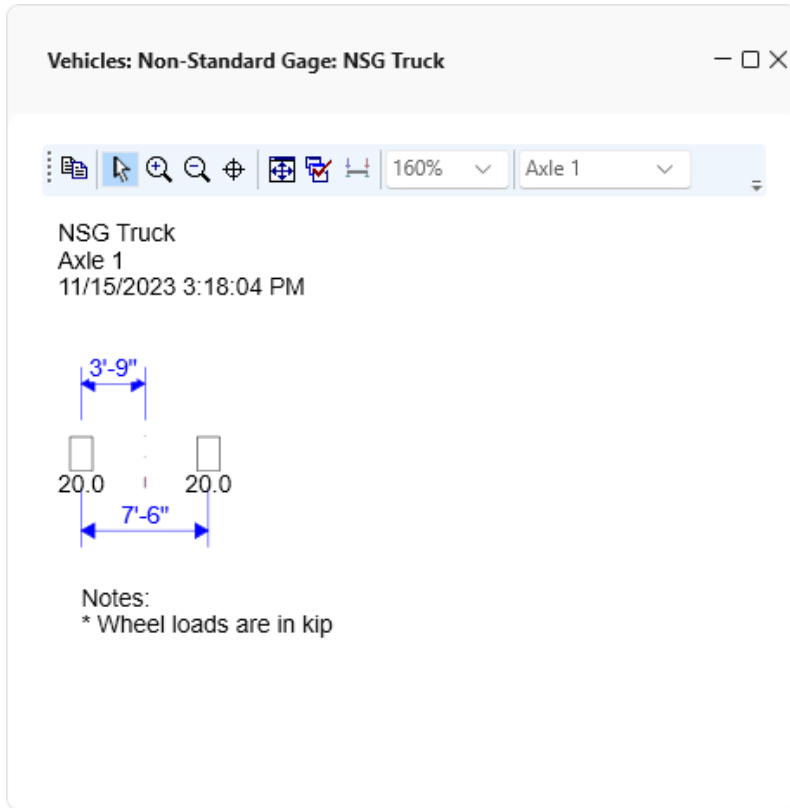 Vehicles: Non-Standard Gage: NSG Truck
160%
Axle 1
NSG Truck
Axle 1
11/15/2023 3:18:04 PM
3'-9"
20.0
20.0
7'-6"
Notes:
* Wheel loads are in kip